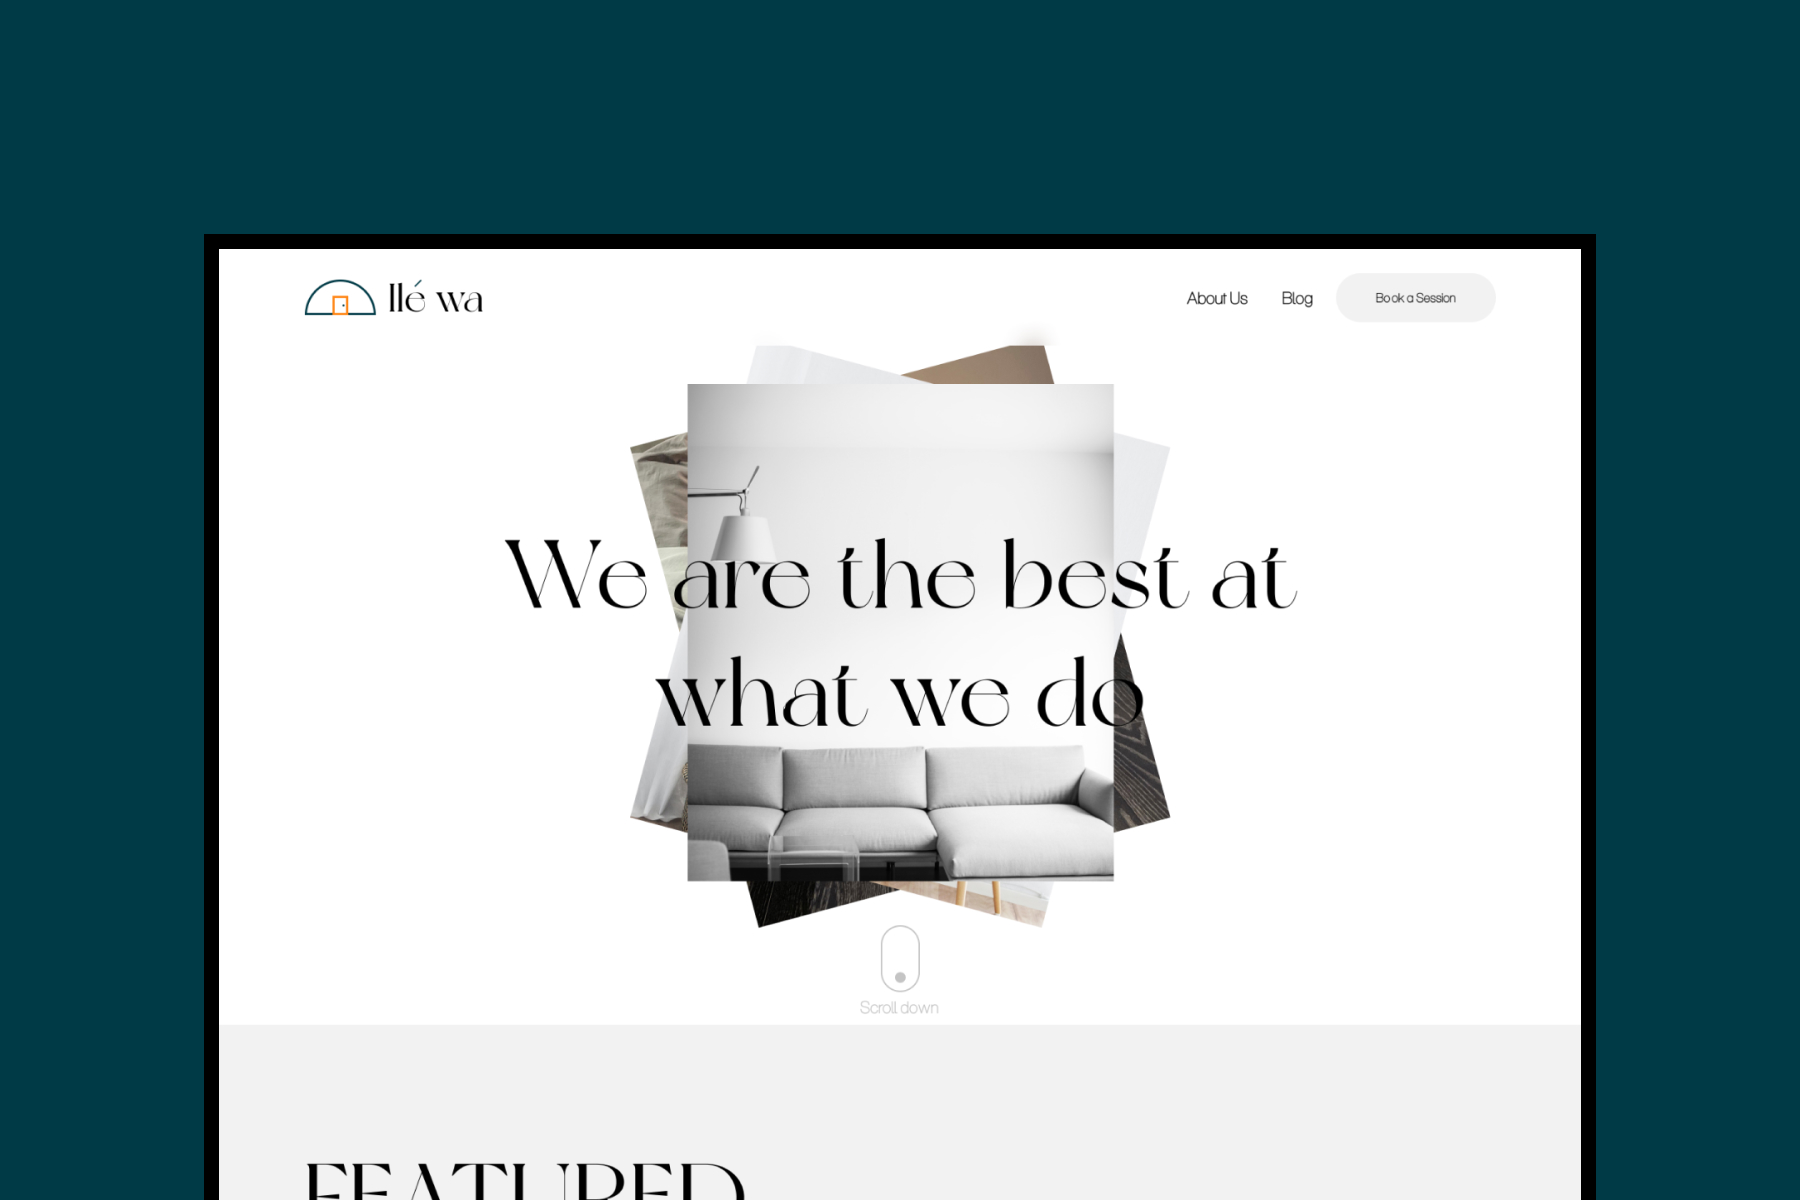 Ilé wa
About Us
Blog
Book a Session
We are the best at
what we do
Scroll down
FEATURED